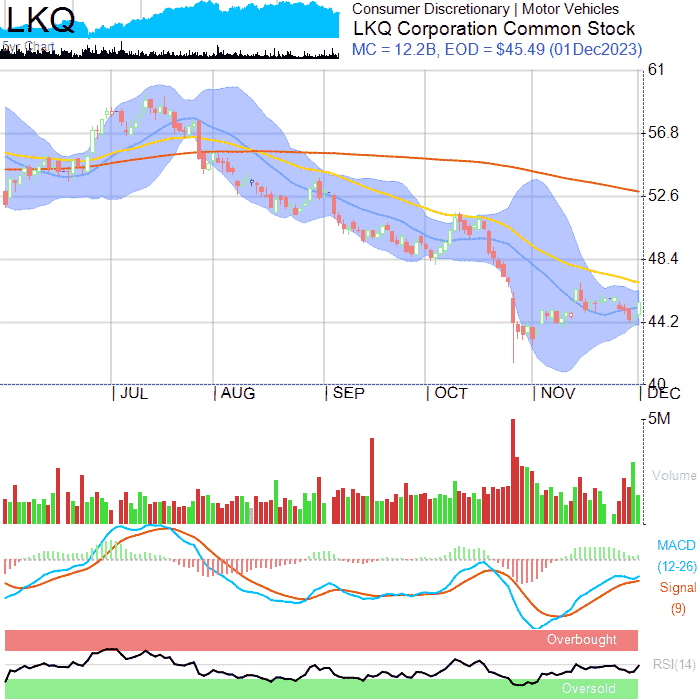 LKQ
5yr Chart
Consumer Discretionary | Motor Vehicles
LKQ Corporation Common Stock
MC = 12.2B, EOD = $45.49 (01Dec2023)
61
56.8
52.6
48.4
44.2
40
JUL
AUG
SEP
OCT
NOV
DEC
5M
Volume
MACD
(12-26)
Signal
(9)
Overbought
RSI(14)
Oversold